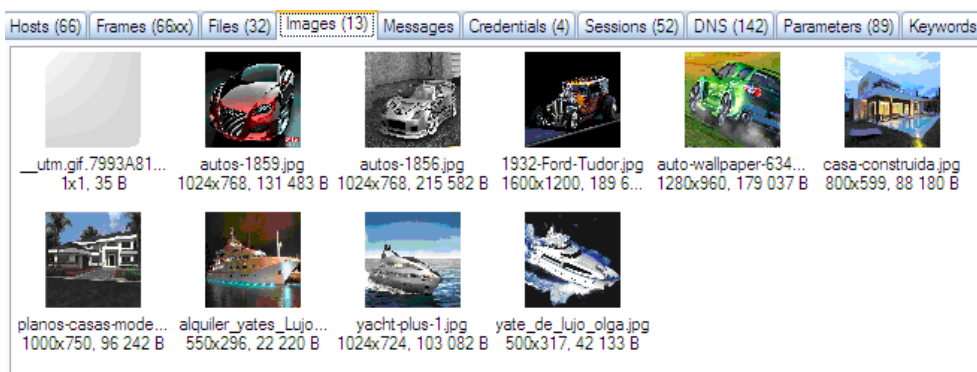 Hosts (66) Frames (66xx) Files (32) Images (13) Messages Credentials (4) Sessions (52) DNS (142) Parameters (89) Keywords
__utm.gif.7993A81... autos-1859.jpg autos-1856.jpg 1932-Ford-Tudor.jpg auto-wallpaper-634... casa-construida.jpg
1x1, 35 B 1024x768, 131 483 B 1024x768, 215 582 B 1600x1200, 189 6... 1280x960, 179 037 B 800x599, 88 180 B
planos-casas-mode... alquiler_yates_Lujo... yacht-plus-1.jpg yate_de_lujo_olga.jpg
1000x750, 96 242 B 550x296, 22 220 B 1024x724, 103 082 B 500x317, 42 133 B